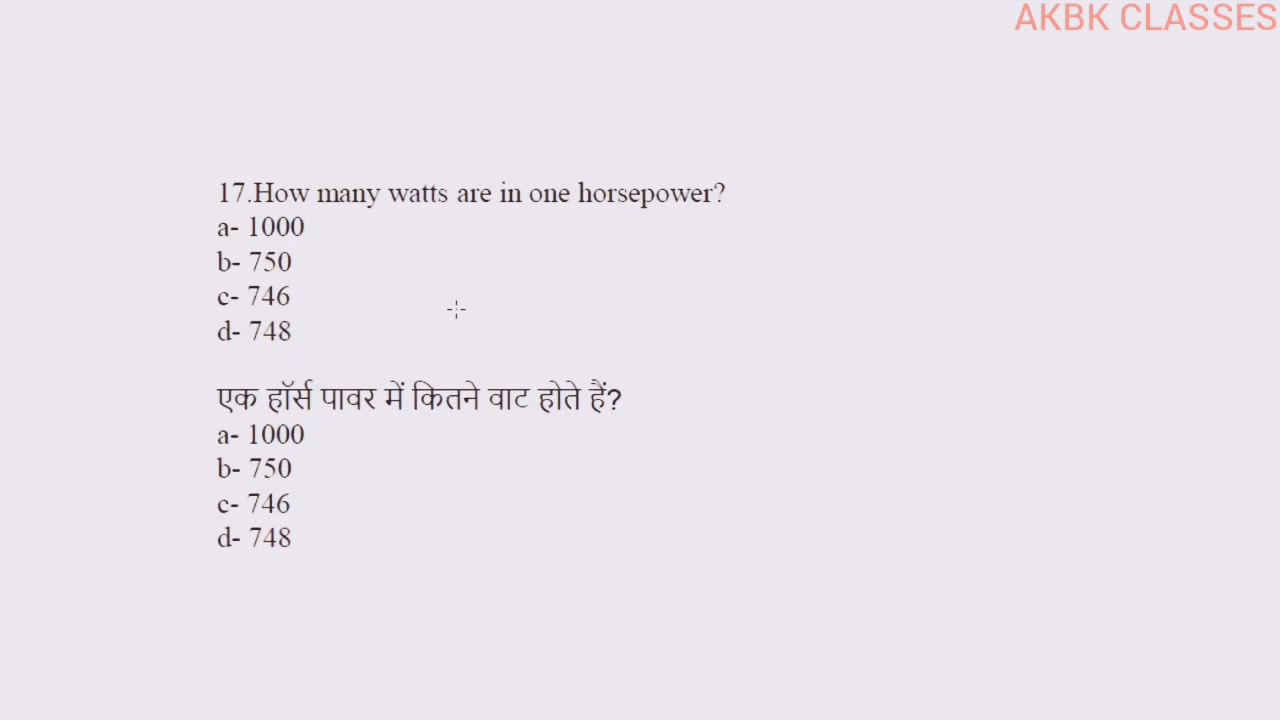 AKBK CLASSES
17.How many watts are in one horsepower?
a- 1000
b- 750
c- 746
d- 748
एक हॉर्स पावर में कितने वाट होते हैं?
a- 1000
b- 750
c- 746
d- 748